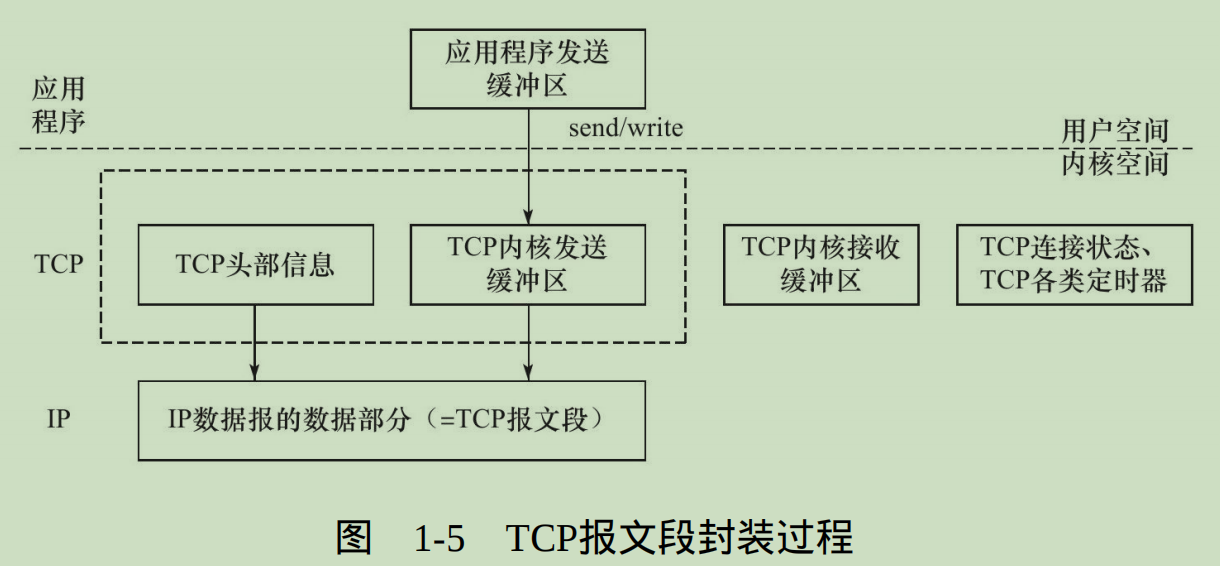 应用程序发送
缓冲区
应用
程序
send/write
用户空间
内核空间
TCP
TCP头部信息
TCP内核发送
缓冲区
TCP内核接收
缓冲区
TCP连接状态、
TCP各类定时器
IP
IP数据报的数据部分（=TCP报文段）
图 1-5 TCP报文段封装过程